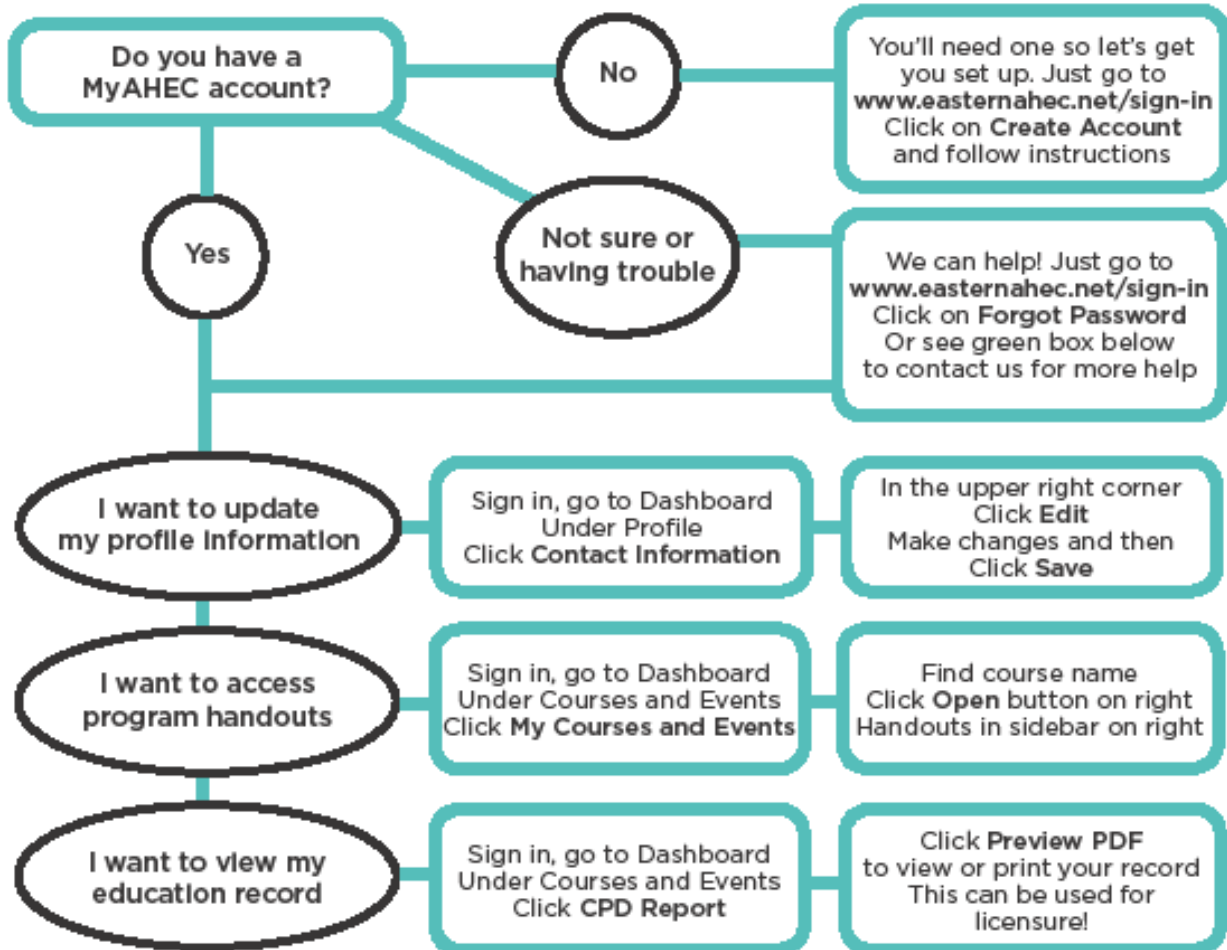 Do you have a
MyAHEC account?
No
You'll need one so let's get
you set up. Just go to
www.easternahec.net/sign-in
Click on Create Account
and follow instructions
Yes
Not sure or
having trouble
We can help! Just go to
www.easternahec.net/sign-in
Click on Forgot Password
Or see green box below
to contact us for more help
I want to update
my profile information
Sign in, go to Dashboard
Under Profile
Click Contact Information
In the upper right corner
Click Edit
Make changes and then
Click Save
I want to access
program handouts
Sign in, go to Dashboard
Under Courses and Events
Click My Courses and Events
Find course name
Click Open button on right
Handouts in sidebar on right
I want to view my
education record
Sign in, go to Dashboard
Under Courses and Events
Click CPD Report
Click Preview PDF
to view or print your record
This can be used for
licensure!